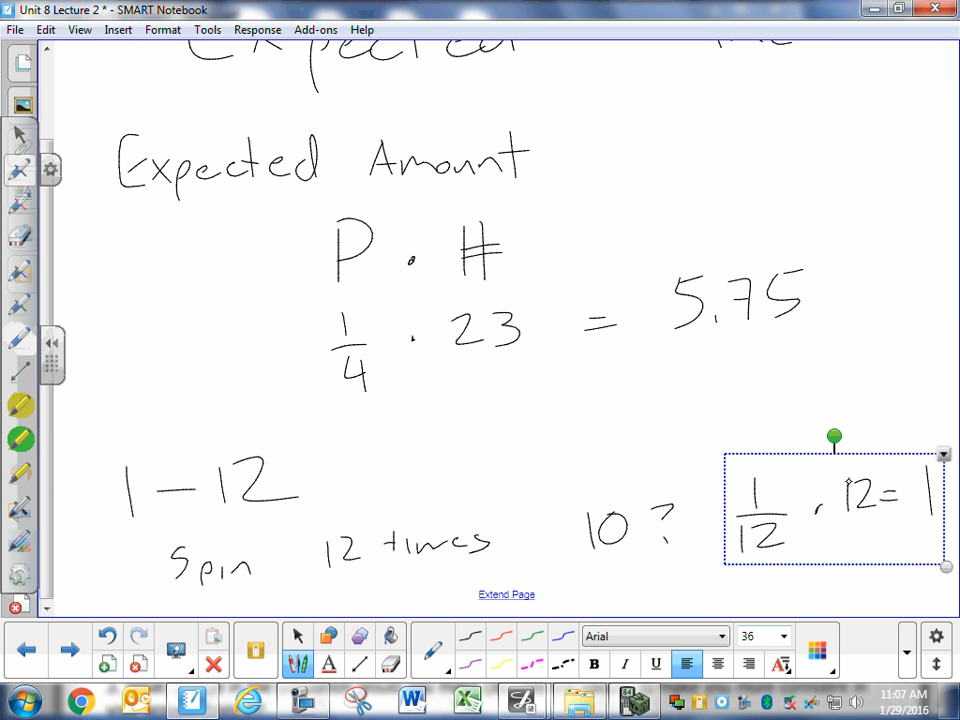 Unit 8 Lecture 2 * - SMART Notebook
File Edit View Insert Format Tools Response Add-ons Help
Expected
Expected Amount
P · #
1/4 · 23 = 5.75
1 – 12
Spin 12 times 10 ? 1/12 · 12 = 1
Extend Page
Arial 36
B I U A
11:07 AM
1/29/2016